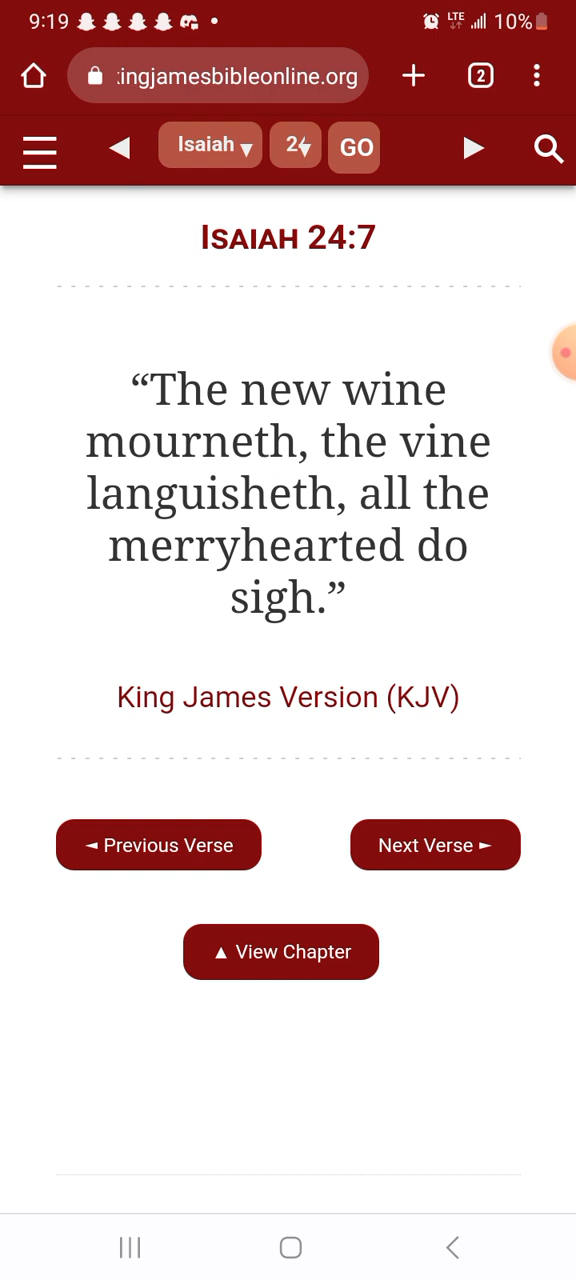 9:19 LTE 10%
:ingjamesbibleonline.org 2
Isaiah ▼ 24 GO
ISAIAH 24:7
“The new wine
mourneth, the vine
languisheth, all the
merryhearted do
sigh.”
King James Version (KJV)
◄ Previous Verse Next Verse ►
▲ View Chapter